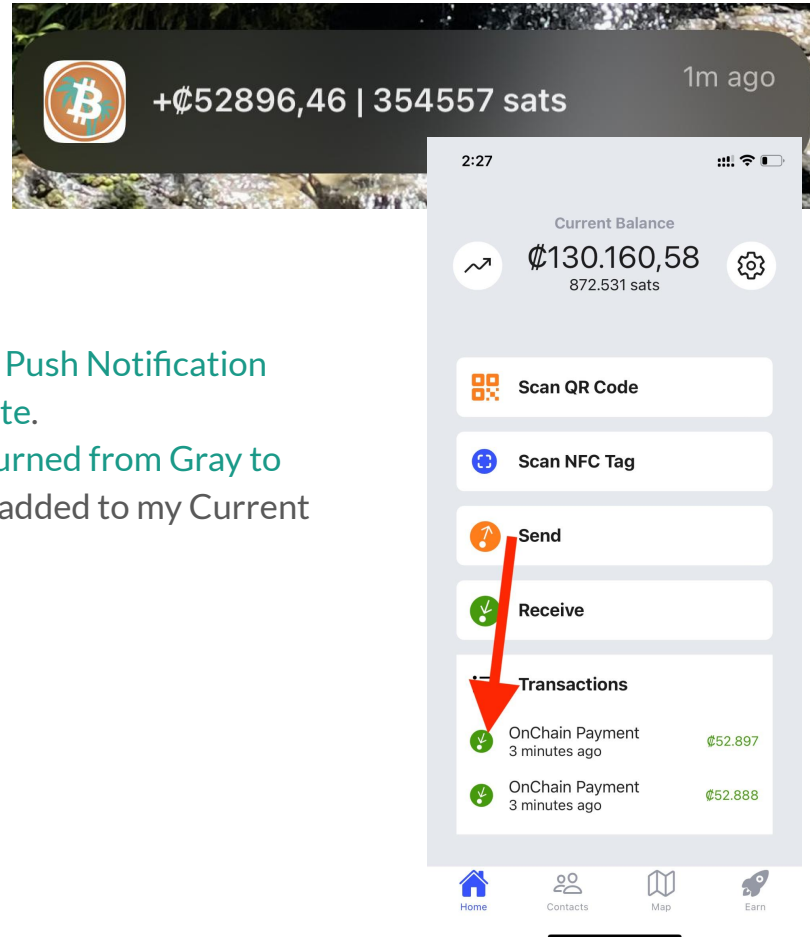 +₡52896,46 | 354557 sats
1m ago
2:27
Current Balance
₡130.160,58
872.531 sats
Push Notification
te.
urned from Gray to
added to my Current
Scan QR Code
Scan NFC Tag
Send
Receive
Transactions
OnChain Payment
3 minutes ago
₡52.897
OnChain Payment
3 minutes ago
₡52.888
Home
Contacts
Map
Earn